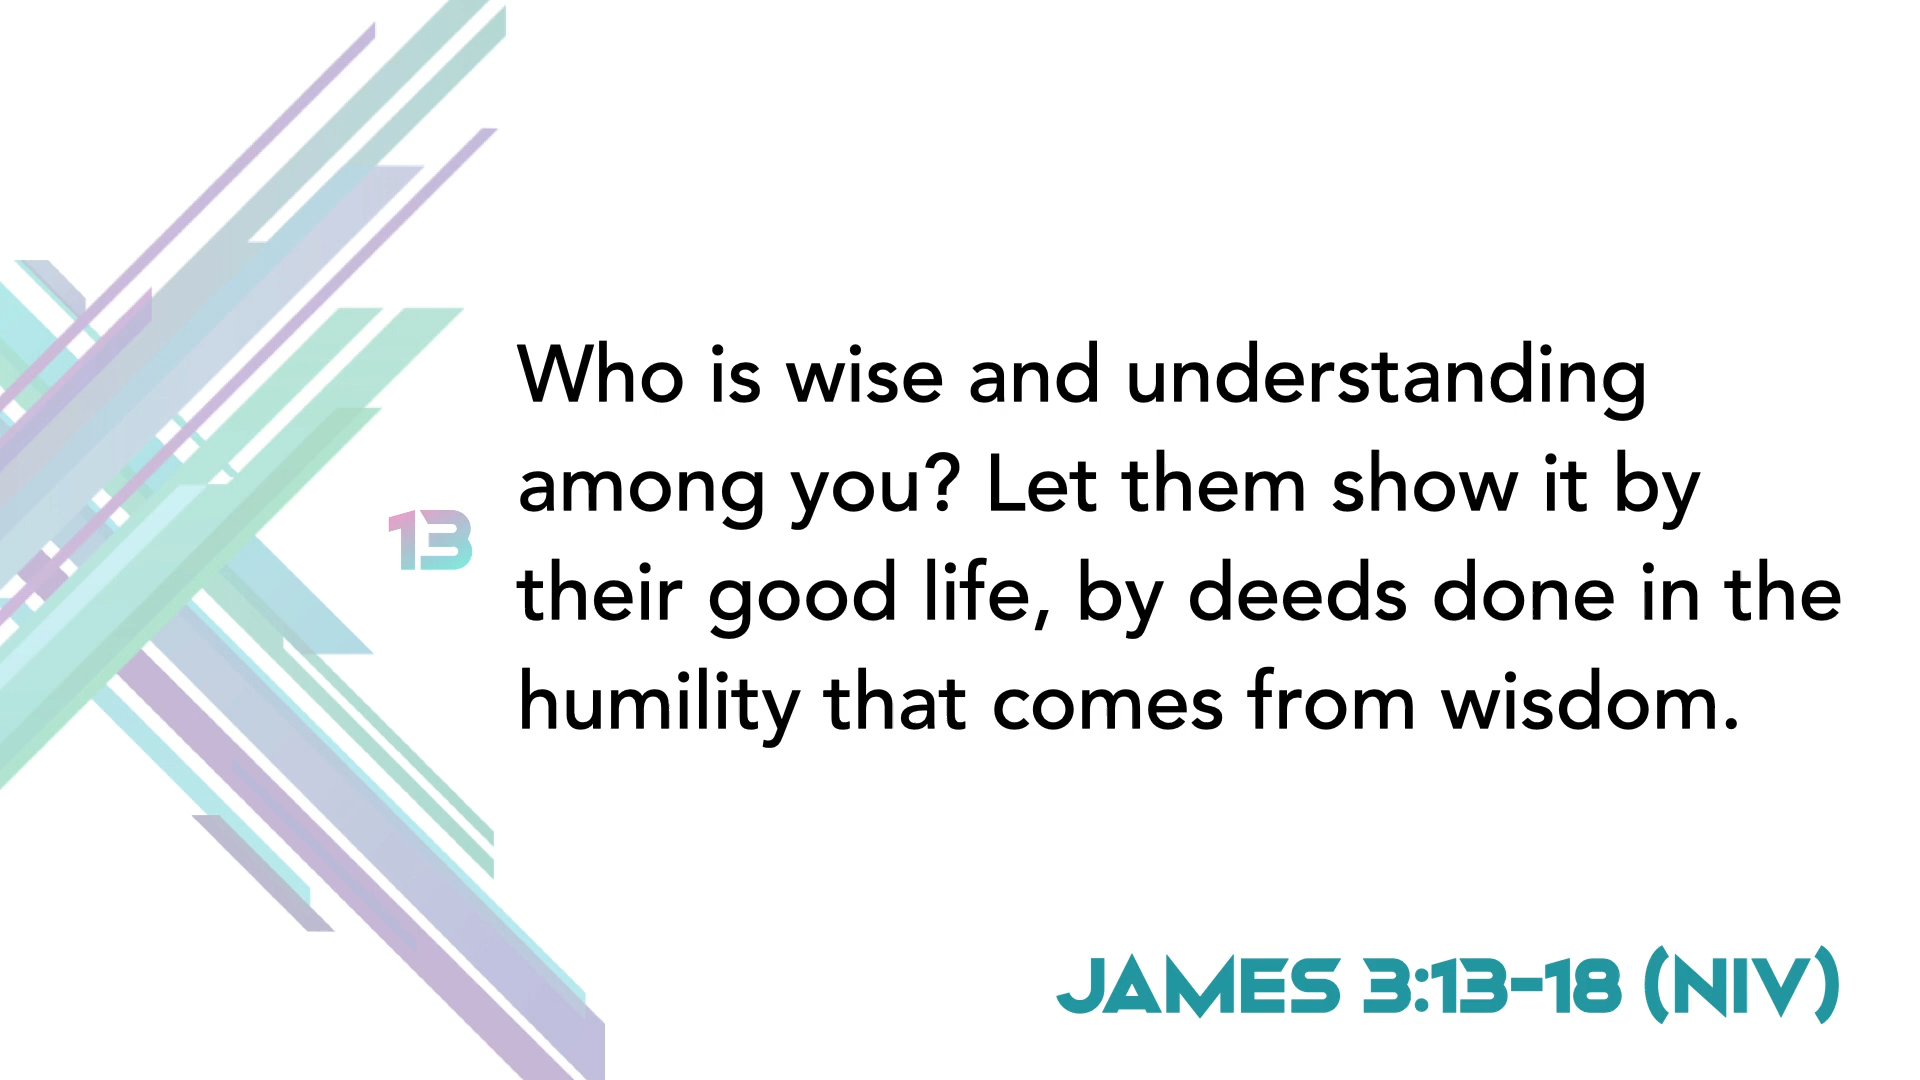 Who is wise and understanding
among you? Let them show it by
13
their good life, by deeds done in the
humility that comes from wisdom.
JAMES 3:13-18 (NIV)